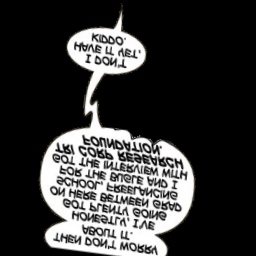 THEN DON'T WORRY
ABOUT IT.
HONESTLY, I'VE
GOT PLENTY GOING
ON HERE BETWEEN GRAD
SCHOOL, FREELANCING
FOR THE BUGLE AND I
GOT THE INTERVIEW WITH
TRI CORP RESEARCH
FOUNDATION.
I DON'T
HAVE IT YET,
KIDDO.